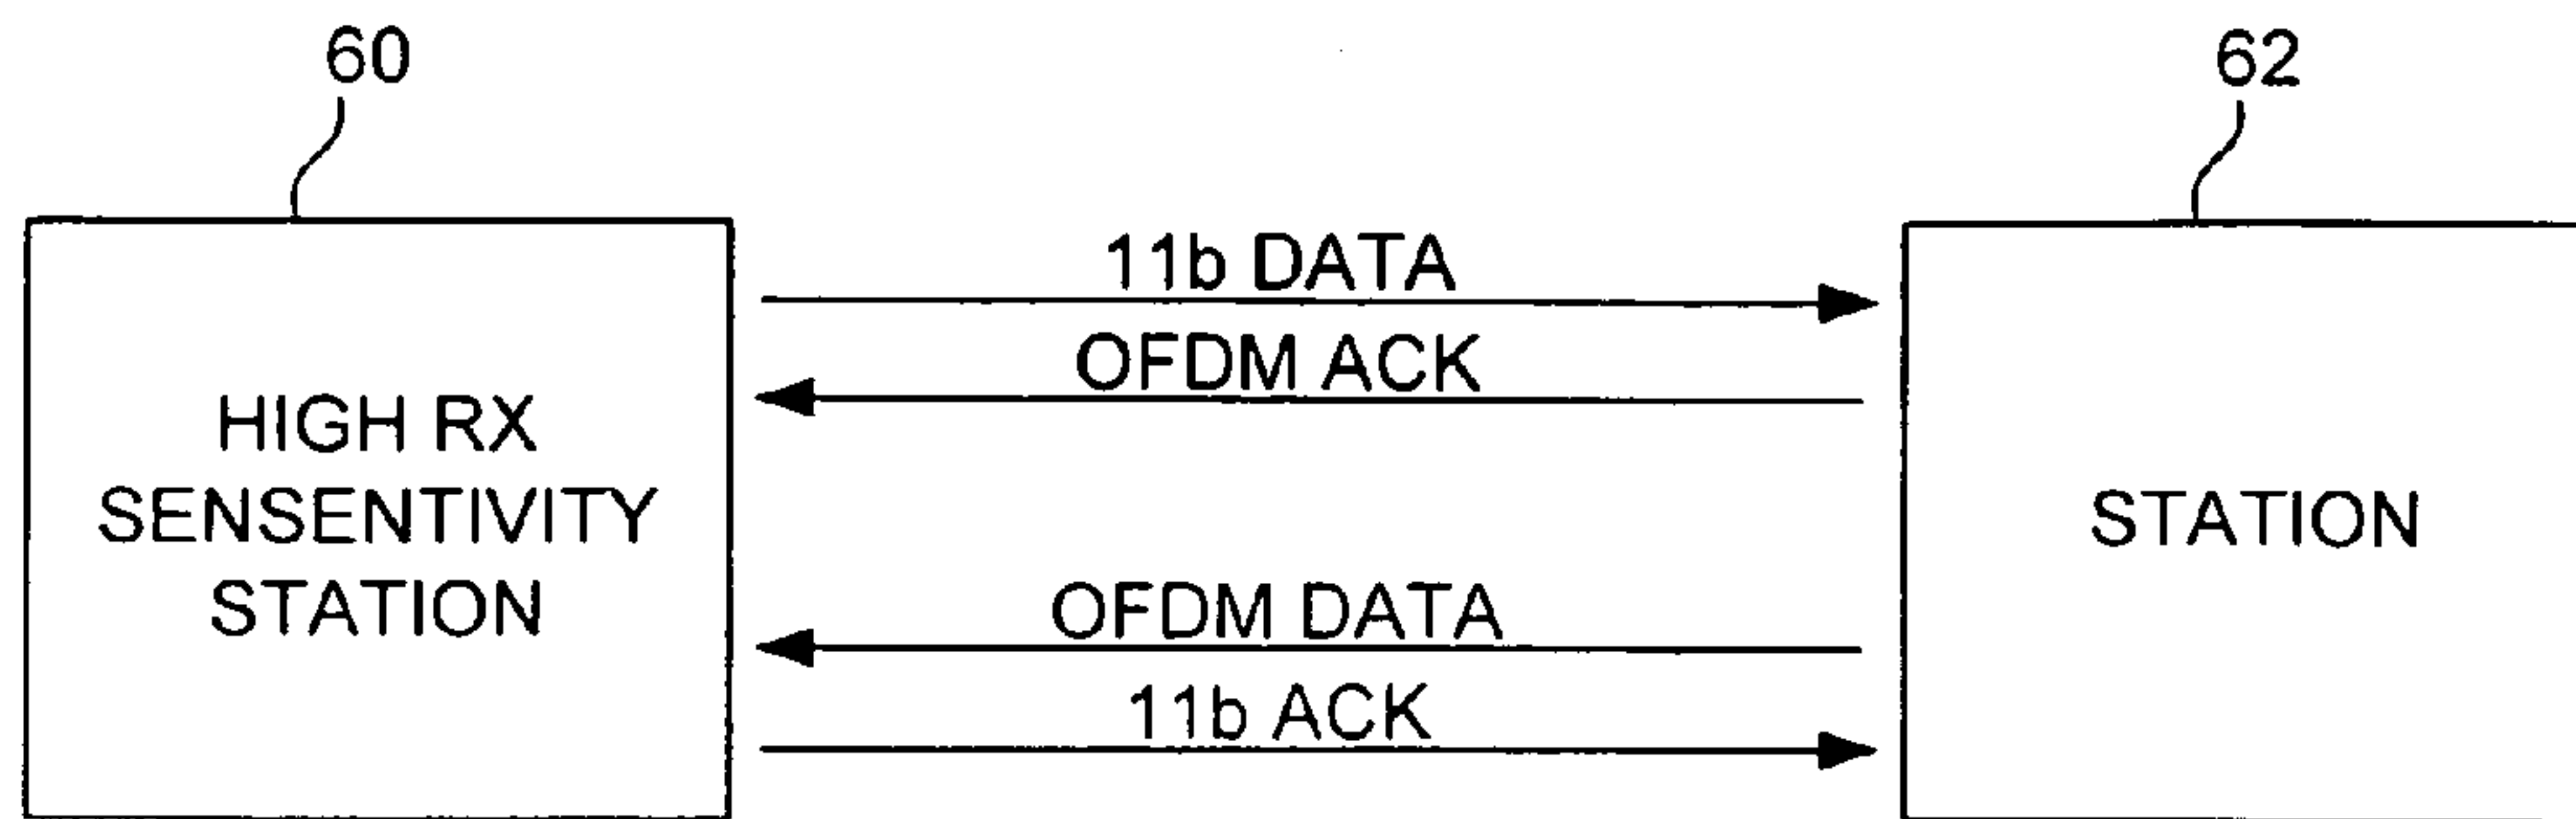 60
62
11b DATA
OFDM ACK
HIGH RX
SENSENTIVITY
STATION
STATION
OFDM DATA
11b ACK